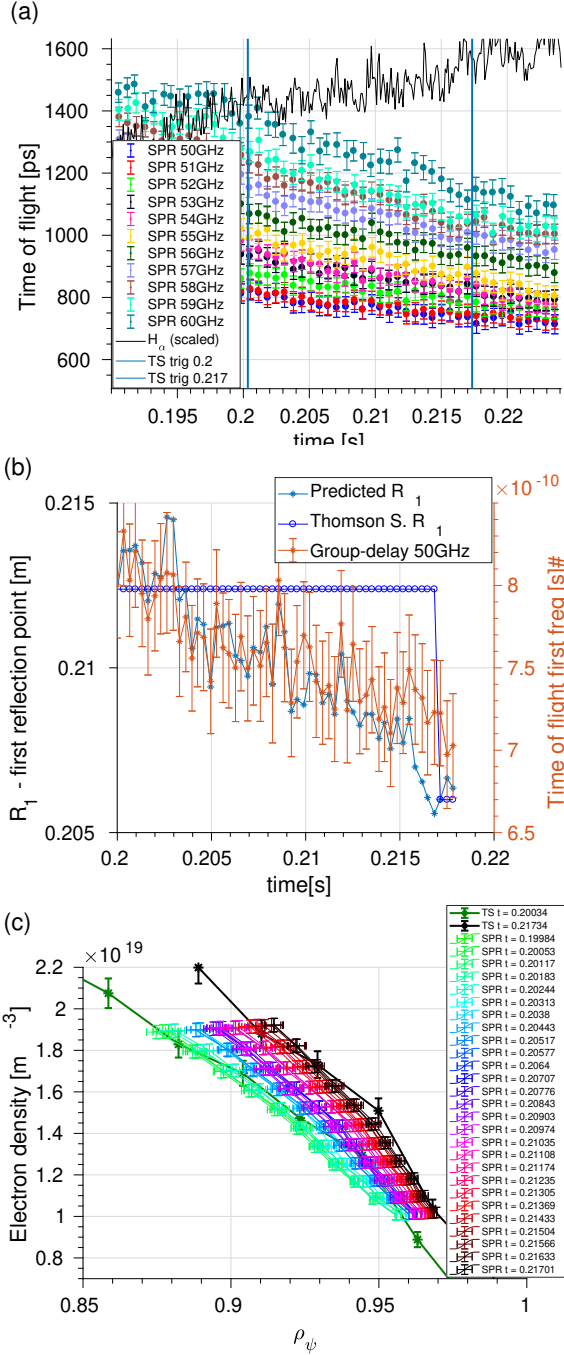 (a)
1600
1400
1200
1000
800
600
Time of flight [ps]
SPR 50GHz
SPR 51GHz
SPR 52GHz
SPR 53GHz
SPR 54GHz
SPR 55GHz
SPR 56GHz
SPR 57GHz
SPR 58GHz
SPR 59GHz
SPR 60GHz
Hα (scaled)
TS trig 0.2
TS trig 0.217
0.195 0.2 0.205 0.21 0.215 0.22
time [s]
(b)
×10 -10
0.215
0.21
0.205
R1 - first reflection point [m]
Predicted R 1
Thomson S. R 1
Group-delay 50GHz
8
7.5
7
6.5
Time of flight first freq [s]#
0.2 0.205 0.21 0.215 0.22
time[s]
(c)
×10 19
2.2
2
1.8
1.6
1.4
1.2
1
0.8
Electron density [m -3]
TS t = 0.20034
TS t = 0.21734
SPR t = 0.19984
SPR t = 0.20053
SPR t = 0.20117
SPR t = 0.20183
SPR t = 0.20244
SPR t = 0.20313
SPR t = 0.2038
SPR t = 0.20443
SPR t = 0.20517
SPR t = 0.20577
SPR t = 0.2064
SPR t = 0.20707
SPR t = 0.20776
SPR t = 0.20843
SPR t = 0.20903
SPR t = 0.20974
SPR t = 0.21035
SPR t = 0.21108
SPR t = 0.21174
SPR t = 0.21235
SPR t = 0.21305
SPR t = 0.21369
SPR t = 0.21433
SPR t = 0.21504
SPR t = 0.21566
SPR t = 0.21633
SPR t = 0.21701
0.85 0.9 0.95 1
ρψ